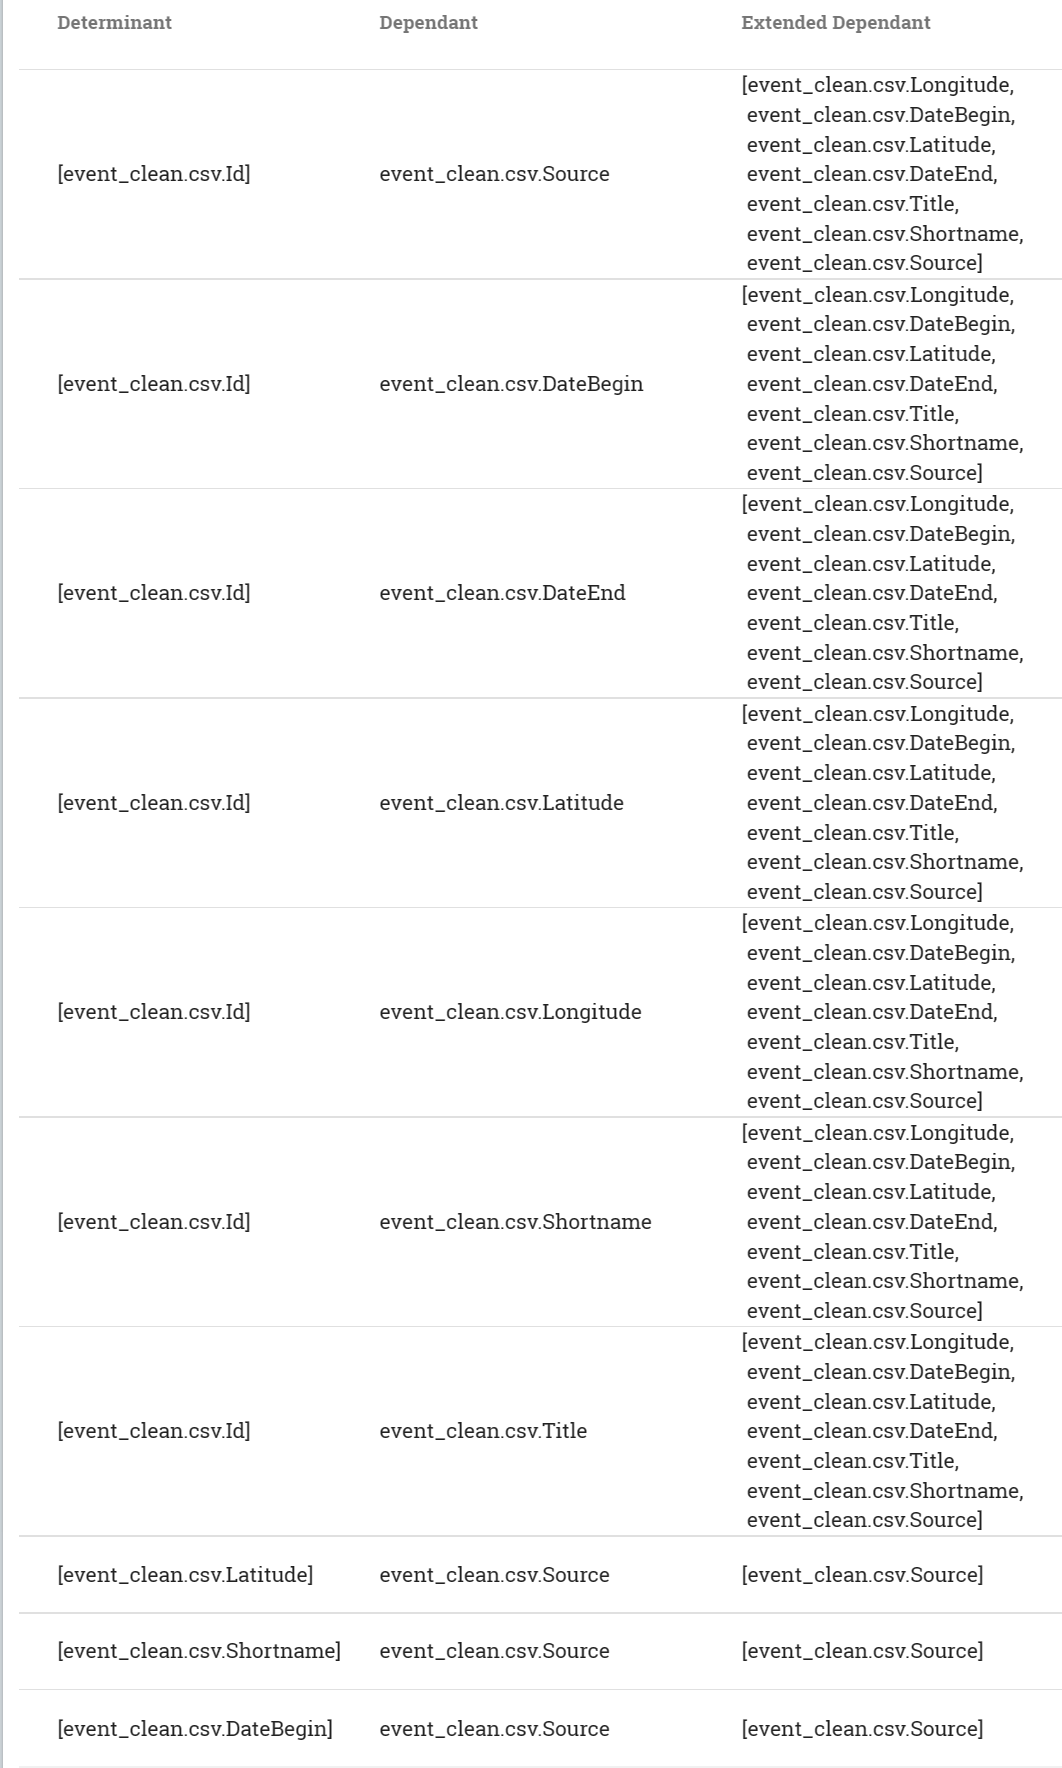 Determinant Dependant Extended Dependant
[event_clean.csv.Id] event_clean.csv.Source [event_clean.csv.Longitude,
event_clean.csv.DateBegin,
event_clean.csv.Latitude,
event_clean.csv.DateEnd,
event_clean.csv.Title,
event_clean.csv.Shortname,
event_clean.csv.Source]
[event_clean.csv.Id] event_clean.csv.DateBegin [event_clean.csv.Longitude,
event_clean.csv.DateBegin,
event_clean.csv.Latitude,
event_clean.csv.DateEnd,
event_clean.csv.Title,
event_clean.csv.Shortname,
event_clean.csv.Source]
[event_clean.csv.Id] event_clean.csv.DateEnd [event_clean.csv.Longitude,
event_clean.csv.DateBegin,
event_clean.csv.Latitude,
event_clean.csv.DateEnd,
event_clean.csv.Title,
event_clean.csv.Shortname,
event_clean.csv.Source]
[event_clean.csv.Id] event_clean.csv.Latitude [event_clean.csv.Longitude,
event_clean.csv.DateBegin,
event_clean.csv.Latitude,
event_clean.csv.DateEnd,
event_clean.csv.Title,
event_clean.csv.Shortname,
event_clean.csv.Source]
[event_clean.csv.Id] event_clean.csv.Longitude [event_clean.csv.Longitude,
event_clean.csv.DateBegin,
event_clean.csv.Latitude,
event_clean.csv.DateEnd,
event_clean.csv.Title,
event_clean.csv.Shortname,
event_clean.csv.Source]
[event_clean.csv.Id] event_clean.csv.Shortname [event_clean.csv.Longitude,
event_clean.csv.DateBegin,
event_clean.csv.Latitude,
event_clean.csv.DateEnd,
event_clean.csv.Title,
event_clean.csv.Shortname,
event_clean.csv.Source]
[event_clean.csv.Id] event_clean.csv.Title [event_clean.csv.Longitude,
event_clean.csv.DateBegin,
event_clean.csv.Latitude,
event_clean.csv.DateEnd,
event_clean.csv.Title,
event_clean.csv.Shortname,
event_clean.csv.Source]
[event_clean.csv.Latitude] event_clean.csv.Source [event_clean.csv.Source]
[event_clean.csv.Shortname] event_clean.csv.Source [event_clean.csv.Source]
[event_clean.csv.DateBegin] event_clean.csv.Source [event_clean.csv.Source]